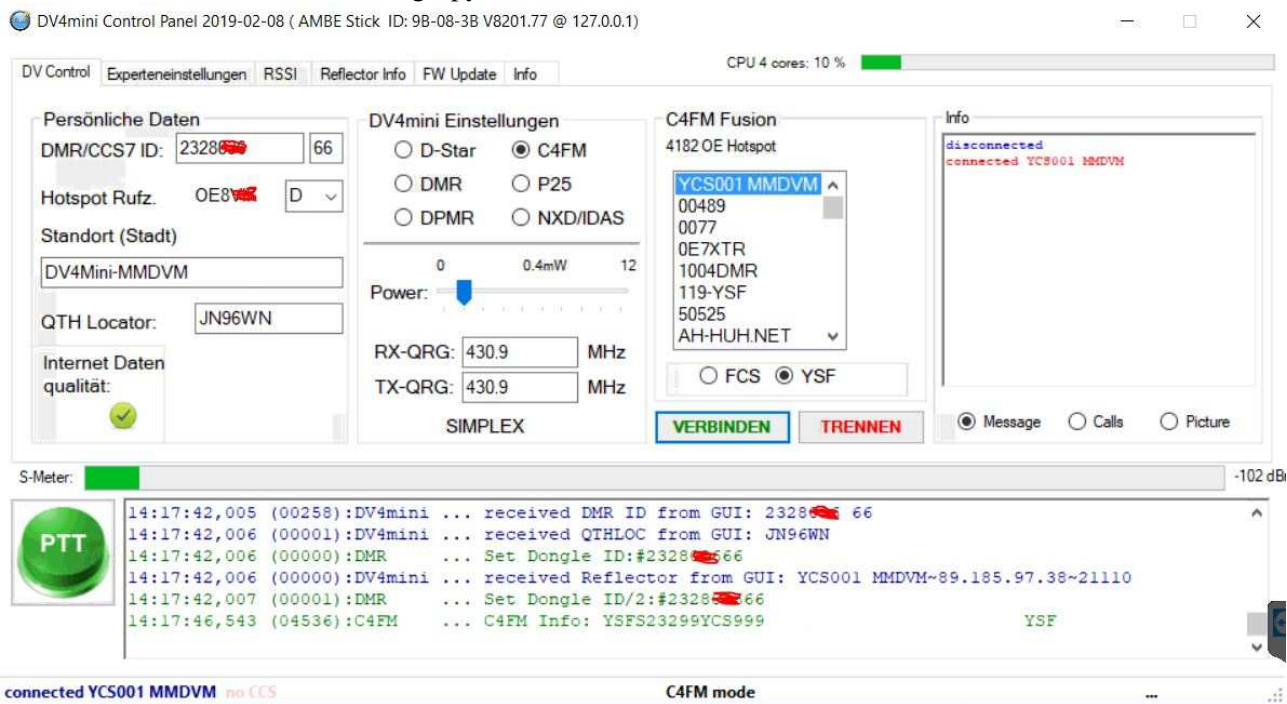 DV4mini Control Panel 2019-02-08 ( AMBE Stick ID: 9B-08-3B V8201.77 @ 127.0.0.1)
DV Control Experteneinstellungen RSSI Reflector Info FW Update Info
CPU 4 cores: 10 %
Persönliche Daten
DMR/CCS7 ID: 2328 66
Hotspot Rufz. OE8 D
Standort (Stadt)
DV4Mini-MMDVM
QTH Locator: JN96WN
Internet Daten
qualität:
DV4mini Einstellungen
D-Star C4FM
DMR P25
DPMR NXD/IDAS
0 0.4mW 12
Power:
RX-QRG: 430.9 MHz
TX-QRG: 430.9 MHz
SIMPLEX
C4FM Fusion
4182 OE Hotspot
YCS001 MMDVM
00489
0077
0E7XTR
1004DMR
119-YSF
50525
AH-HUH.NET
FCS YSF
VERBINDEN TRENNEN
Info
disconnected
connected YCS001 MMDVM
Message Calls Picture
S-Meter: -102 dB
PTT
14:17:42,005 (00258):DV4mini ... received DMR ID from GUI: 2328 66
14:17:42,006 (00001):DV4mini ... received QTHLOC from GUI: JN96WN
14:17:42,006 (00000):DMR ... Set Dongle ID:#2328 66
14:17:42,006 (00000):DV4mini ... received Reflector from GUI: YCS001 MMDVM~89.185.97.38~21110
14:17:42,007 (00001):DMR ... Set Dongle ID/2:#2328 66
14:17:46,543 (04536):C4FM ... C4FM Info: YSFS23299YCS999 YSF
connected YCS001 MMDVM no CCS C4FM mode ...